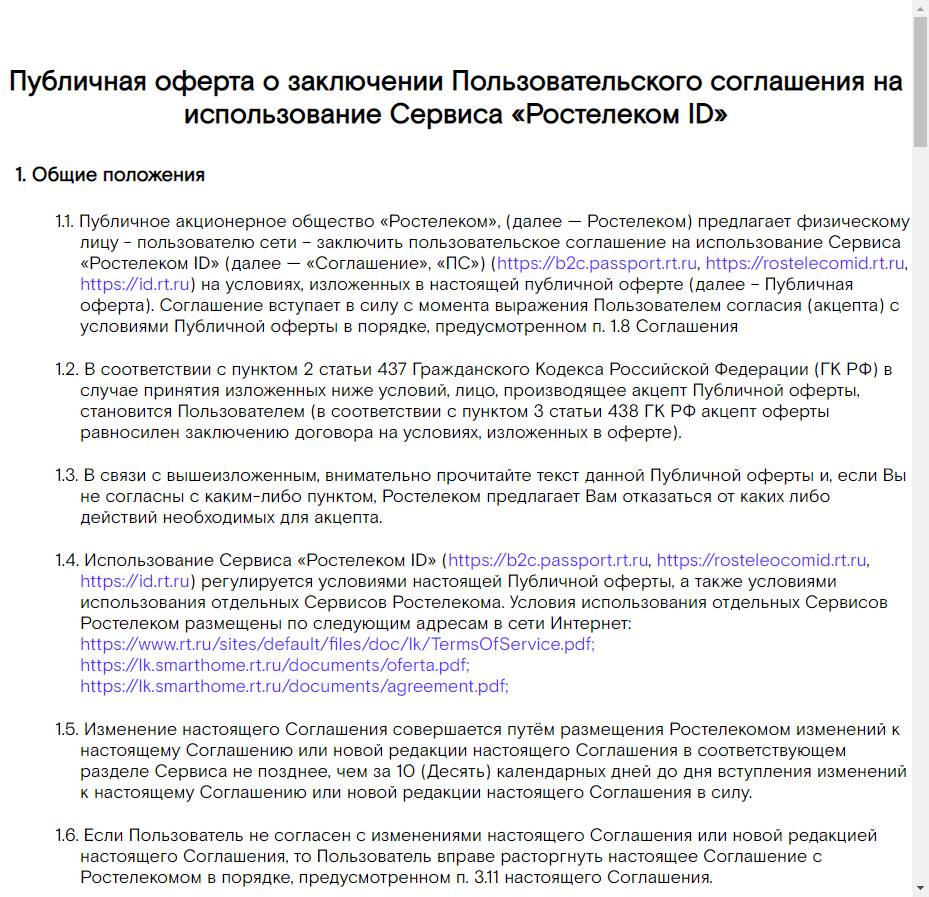 Публичная оферта о заключении Пользовательского соглашения на
использование Сервиса «Ростелеком ID»
1. Общие положения
1.1. Публичное акционерное общество «Ростелеком», (далее — Ростелеком) предлагает физическому
лицу - пользователю сети – заключить пользовательское соглашение на использование Сервиса
«Ростелеком ID» (далее — «Соглашение», «ПС») (https://b2c.passport.rt.ru, https://rostelecomid.rt.ru,
https://id.rt.ru) на условиях, изложенных в настоящей публичной оферте (далее – Публичная
оферта). Соглашение вступает в силу с момента выражения Пользователем согласия (акцепта) с
условиями Публичной оферты в порядке, предусмотренном п. 1.8 Соглашения
1.2. В соответствии с пунктом 2 статьи 437 Гражданского Кодекса Российской Федерации (ГК РФ) в
случае принятия изложенных ниже условий, лицо, производящее акцепт Публичной оферты,
становится Пользователем (в соответствии с пунктом 3 статьи 438 ГК РФ акцепт оферты
равносилен заключению договора на условиях, изложенных в оферте).
1.3. В связи с вышеизложенным, внимательно прочитайте текст данной Публичной оферты и, если Вы
не согласны с каким-либо пунктом, Ростелеком предлагает Вам отказаться от каких либо
действий необходимых для акцепта.
1.4. Использование Сервиса «Ростелеком ID» (https://b2c.passport.rt.ru, https://rosteleocomid.rt.ru,
https://id.rt.ru) регулируется условиями настоящей Публичной оферты, а также условиями
использования отдельных Сервисов Ростелекома. Условия использования отдельных Сервисов
Ростелеком размещены по следующим адресам в сети Интернет:
https://www.rt.ru/sites/default/files/doc/lk/TermsOfService.pdf;
https://lk.smarthome.rt.ru/documents/oferta.pdf;
https://lk.smarthome.rt.ru/documents/agreement.pdf;
1.5. Изменение настоящего Соглашения совершается путём размещения Ростелекомом изменений к
настоящему Соглашению или новой редакции настоящего Соглашения в соответствующем
разделе Сервиса не позднее, чем за 10 (Десять) календарных дней до дня вступления изменений
к настоящему Соглашению или новой редакции настоящего Соглашения в силу.
1.6. Если Пользователь не согласен с изменениями настоящего Соглашения или новой редакцией
настоящего Соглашения, то Пользователь вправе расторгнуть настоящее Соглашение с
Ростелекомом в порядке, предусмотренном п. 3.11 настоящего Соглашения.